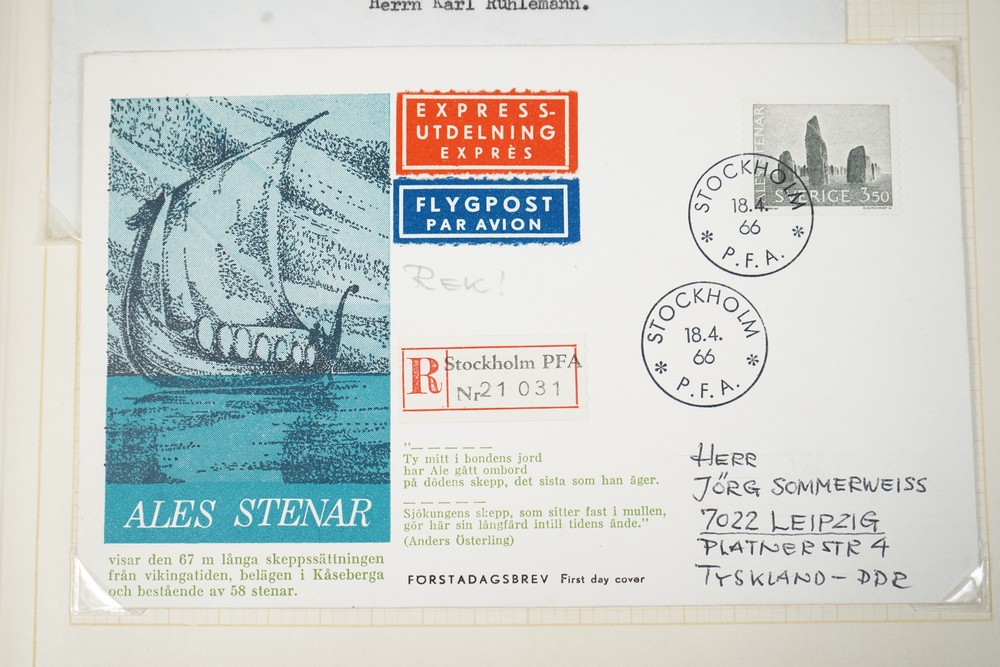 Herrn Karl Ruhlemann.
EXPRESS-
UTDELNING
EXPRÈS
FLYGPOST
PAR AVION
REK!
R Stockholm PFA
Nr 21 031
ALES STENAR
SVERIGE 350
STOCKHOLM
18.4.
66
* P.F.A. *
STOCKHOLM
18.4.
66
* P.F.A. *
"— — — — —
Ty mitt i bondens jord
har Ale gått ombord
på dödens skepp, det sista som han äger.
— — — — —
Sjökungens skepp, som sitter fast i mullen,
gör här sin långfärd intill tidens ände."
(Anders Österling)
FÖRSTADAGSBREV First day cover
ALES STENAR
visar den 67 m långa skeppssättningen
från vikingatiden, belägen i Kåseberga
och bestående av 58 stenar.
HERR
JÖRG SOMMERWEISS
7022 LEIPZIG
PLATNERSTR 4
TYSKLAND - DDR